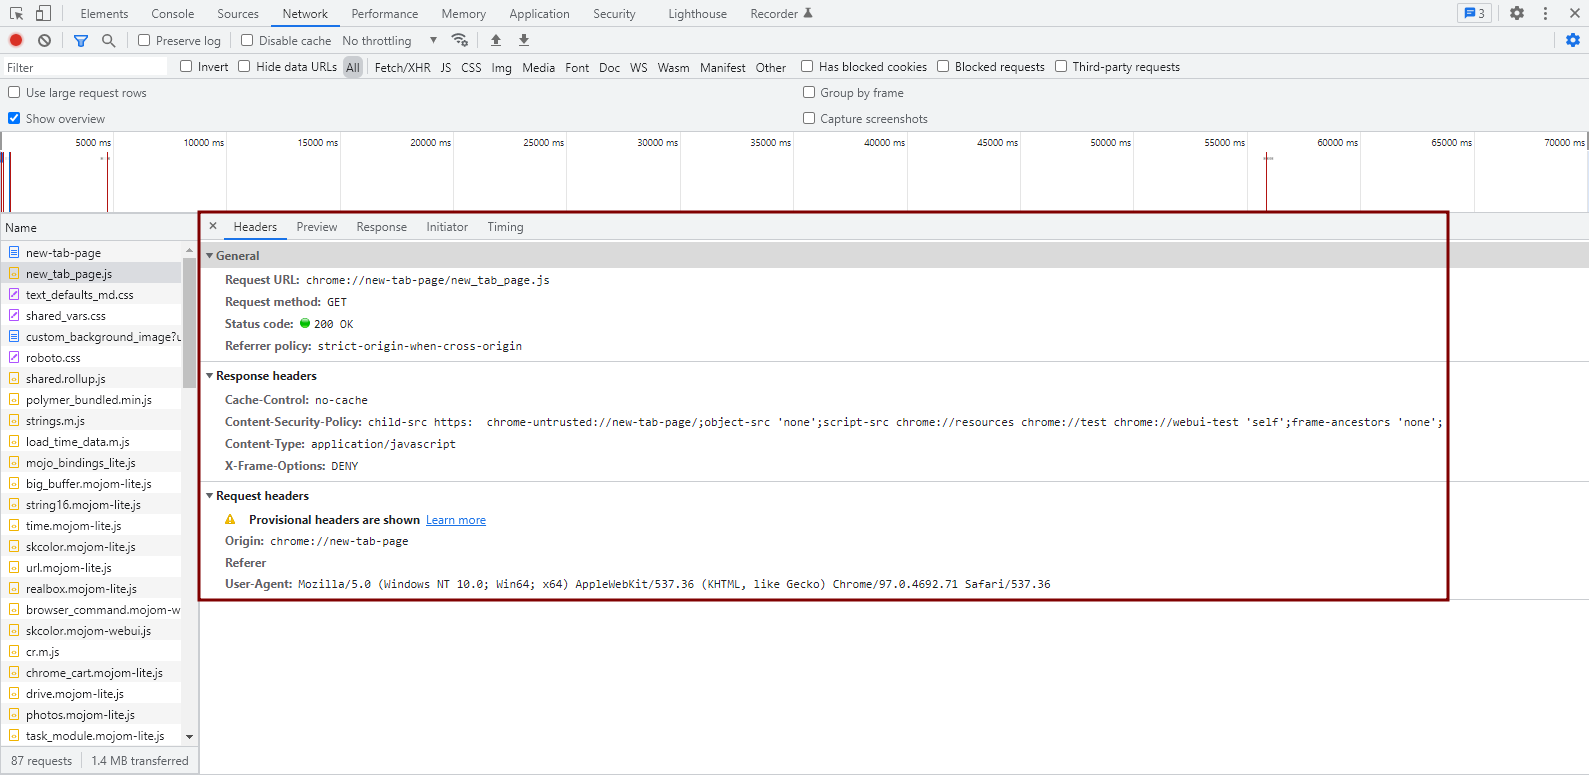 Elements Console Sources Network Performance Memory Application Security Lighthouse Recorder 3
Preserve log Disable cache No throttling
Filter Invert Hide data URLs All Fetch/XHR JS CSS Img Media Font Doc WS Wasm Manifest Other Has blocked cookies Blocked requests Third-party requests
Use large request rows Group by frame
Show overview Capture screenshots
5000 ms 10000 ms 15000 ms 20000 ms 25000 ms 30000 ms 35000 ms 40000 ms 45000 ms 50000 ms 55000 ms 60000 ms 65000 ms 70000 ms
Name
new-tab-page
new_tab_page.js
text_defaults_md.css
shared_vars.css
custom_background_image?u
roboto.css
shared.rollup.js
polymer_bundled.min.js
strings.m.js
load_time_data.m.js
mojo_bindings_lite.js
big_buffer.mojom-lite.js
string16.mojom-lite.js
time.mojom-lite.js
skcolor.mojom-lite.js
url.mojom-lite.js
realbox.mojom-lite.js
browser_command.mojom-w
skcolor.mojom-webui.js
cr.m.js
chrome_cart.mojom-lite.js
drive.mojom-lite.js
photos.mojom-lite.js
task_module.mojom-lite.js
87 requests 1.4 MB transferred
× Headers Preview Response Initiator Timing
General
Request URL: chrome://new-tab-page/new_tab_page.js
Request method: GET
Status code: 200 OK
Referrer policy: strict-origin-when-cross-origin
Response headers
Cache-Control: no-cache
Content-Security-Policy: child-src https: chrome-untrusted://new-tab-page/;object-src 'none';script-src chrome://resources chrome://test chrome://webui-test 'self';frame-ancestors 'none';
Content-Type: application/javascript
X-Frame-Options: DENY
Request headers
Provisional headers are shown Learn more
Origin: chrome://new-tab-page
Referer
User-Agent: Mozilla/5.0 (Windows NT 10.0; Win64; x64) AppleWebKit/537.36 (KHTML, like Gecko) Chrome/97.0.4692.71 Safari/537.36